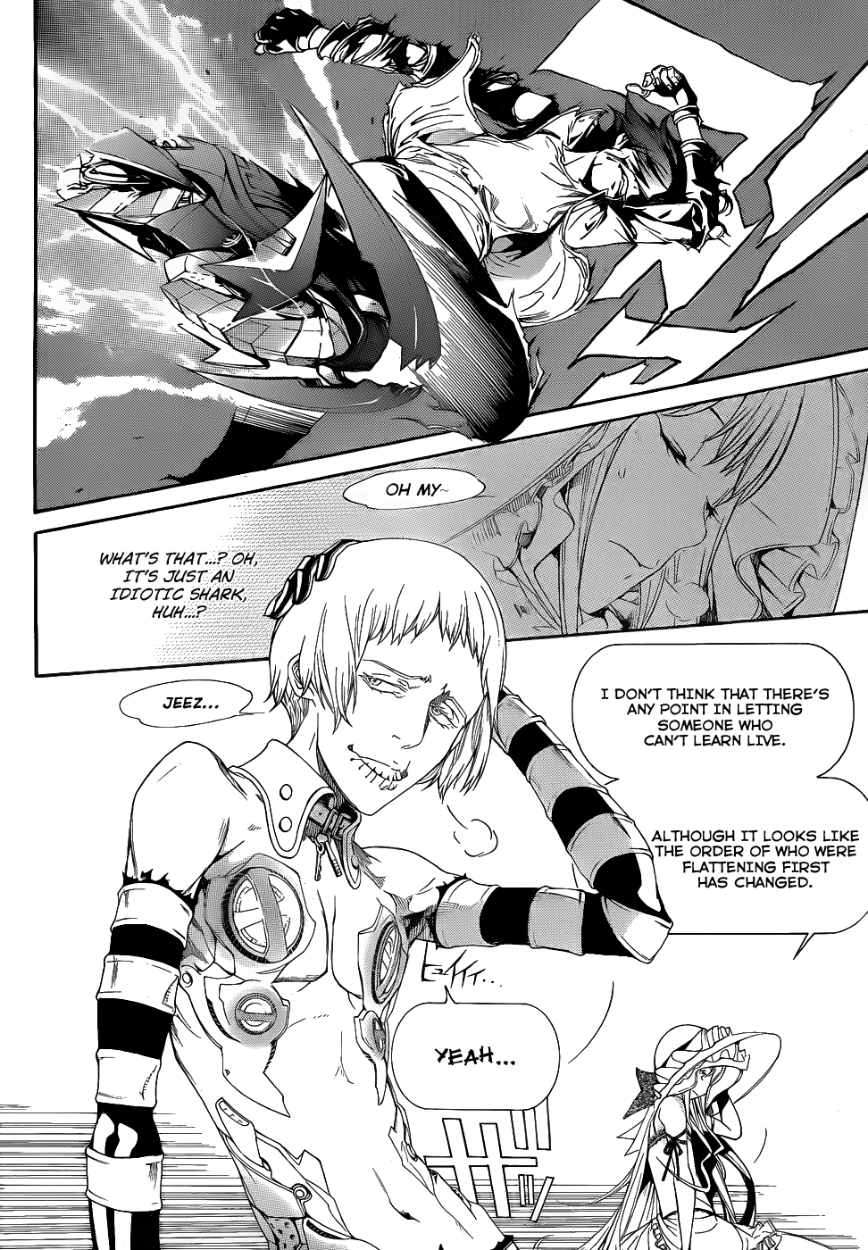 OH MY~
WHAT'S THAT...? OH,
IT'S JUST AN
IDIOTIC SHARK,
HUH...?
JEEZ...
I DON'T THINK THAT THERE'S
ANY POINT IN LETTING
SOMEONE WHO
CAN'T LEARN LIVE.
ALTHOUGH IT LOOKS LIKE
THE ORDER OF WHO WERE
FLATTENING FIRST
HAS CHANGED.
YEAH...